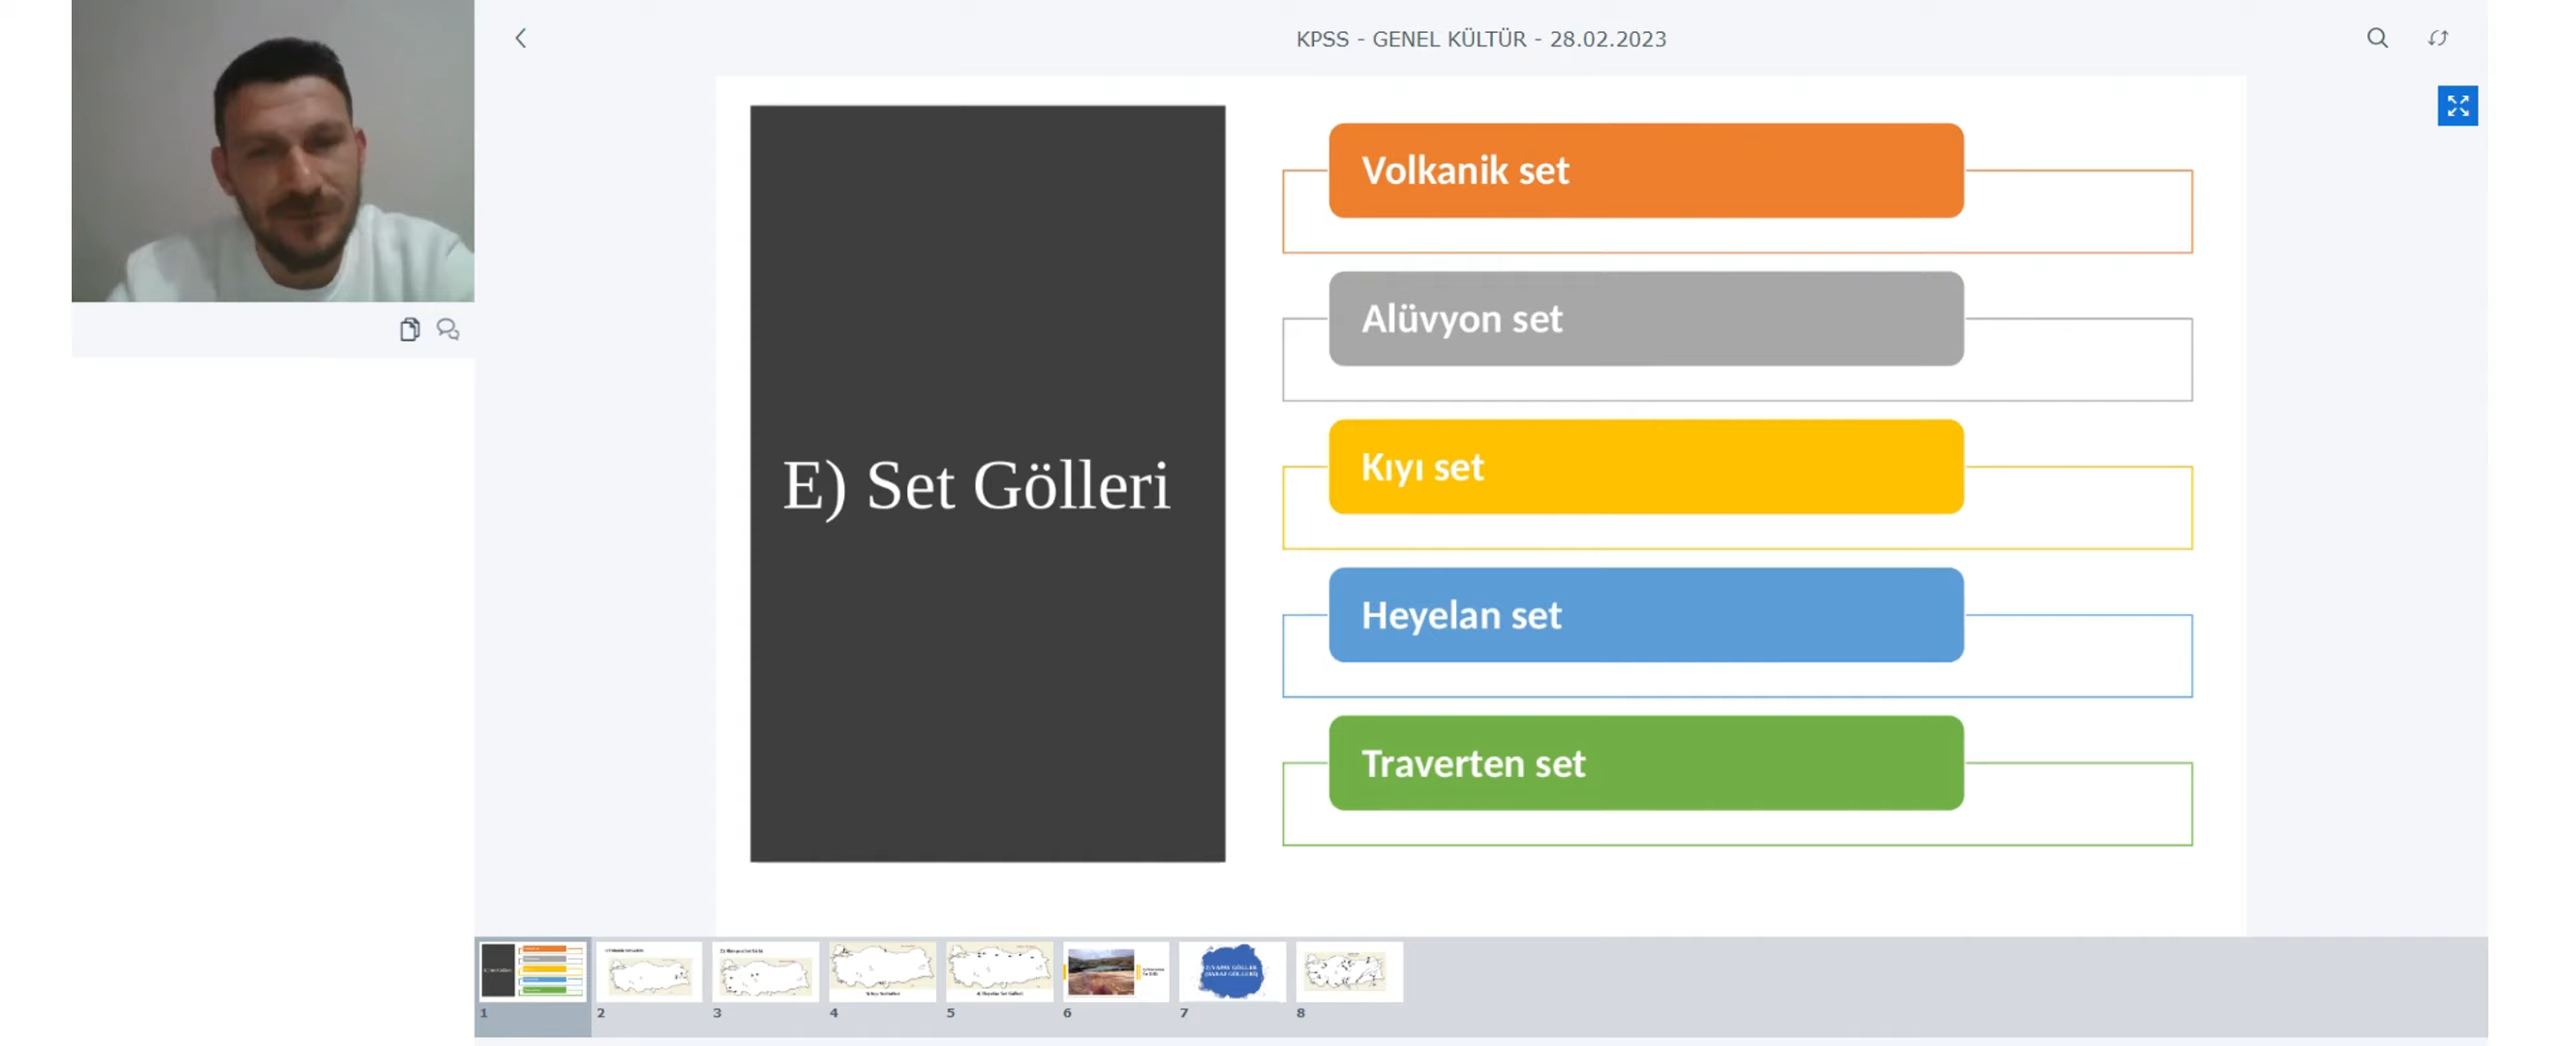 KPSS - GENEL KÜLTÜR - 28.02.2023
E) Set Gölleri
Volkanik set
Alüvyon set
Kıyı set
Heyelan set
Traverten set
1
2
3
4
5
6
7
8